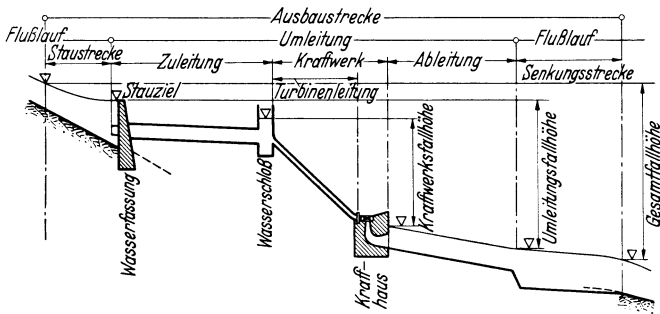 Ausbaustrecke
Flußlauf
Umleitung
Flußlauf
Staustrecke
Zuleitung
Kraftwerk
Ableitung
Senkungsstrecke
Stauziel
Turbinenleitung
Wasserfassung
Wasserschloß
Kraftwerksfallhöhe
Umleitungsfallhöhe
Gesamtfallhöhe
Kraft-
haus